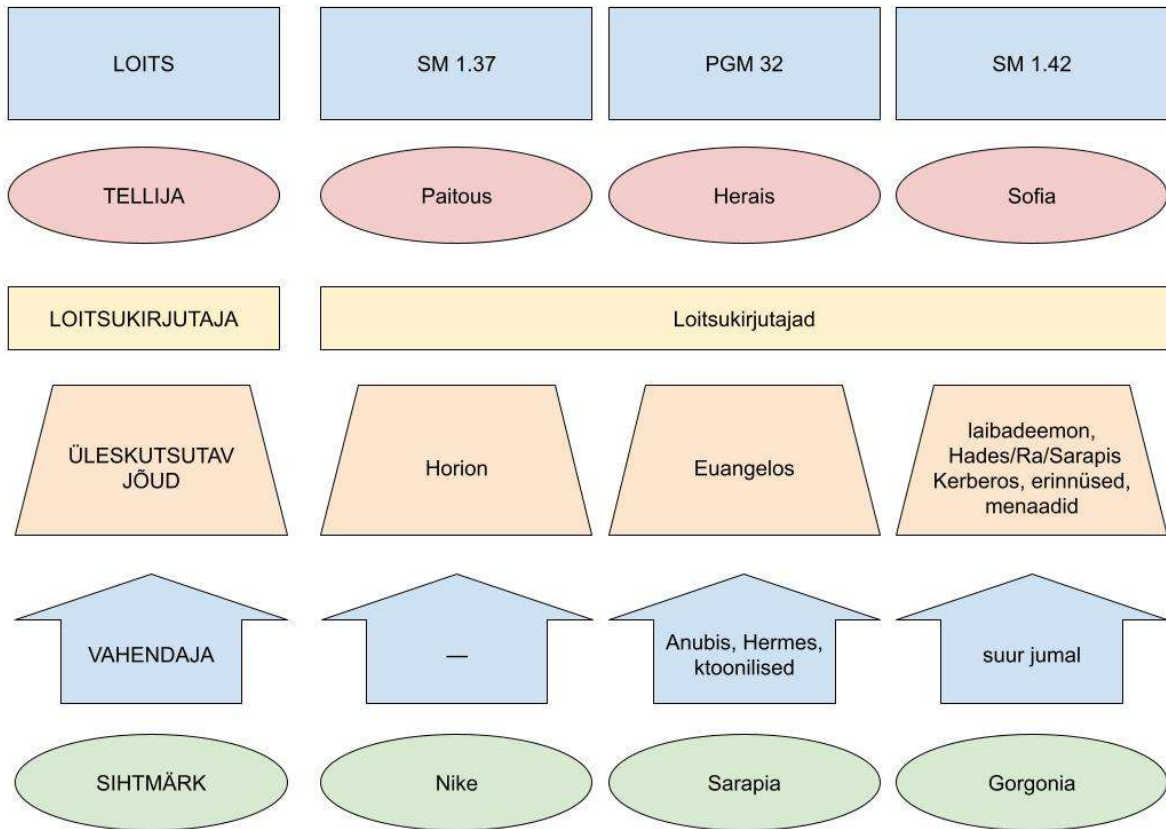 LOITS
SM 1.37
PGM 32
SM 1.42
TELLIJA
Paitous
Herais
Sofia
LOITSUKIRJUTAJA
Loitsukirjutajad
ÜLESKUTSUTAV
JÕUD
Horion
Euangelos
laibadeemon,
Hades/Ra/Sarapis
Kerberos, erinnüsed,
menaadid
VAHENDAJA
—
Anubis, Hermes,
ktoonilised
suur jumal
SIHTMÄRK
Nike
Sarapia
Gorgonia